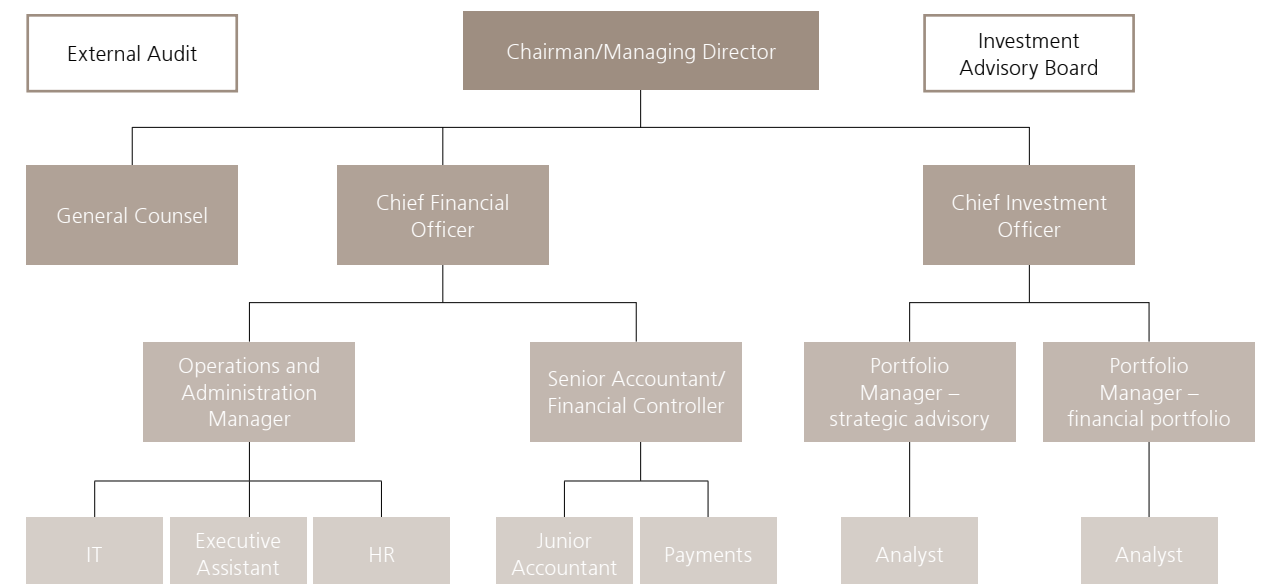 External Audit
Chairman/Managing Director
Investment
Advisory Board
General Counsel
Chief Financial
Officer
Chief Investment
Officer
Operations and
Administration
Manager
Senior Accountant/
Financial Controller
Portfolio
Manager –
strategic advisory
Portfolio
Manager –
financial portfolio
IT
Executive
Assistant
HR
Junior
Accountant
Payments
Analyst
Analyst